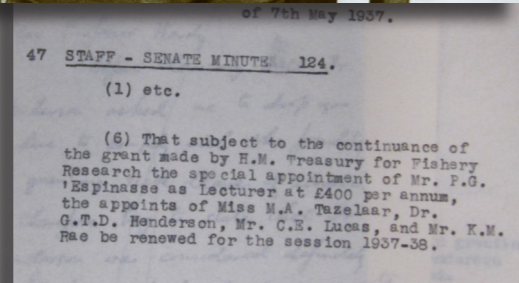 of 7th May 1937.
47 STAFF - SENATE MINUTE 124.
(1) etc.
(6) That subject to the continuance of
the grant made by H.M. Treasury for Fishery
Research the special appointment of Mr. P.G.
'Espinasse as Lecturer at £400 per annum,
the appoints of Miss M.A. Tazelaar, Dr.
G.T.D. Henderson, Mr. C.E. Lucas, and Mr. K.M.
Rae be renewed for the session 1937-38.